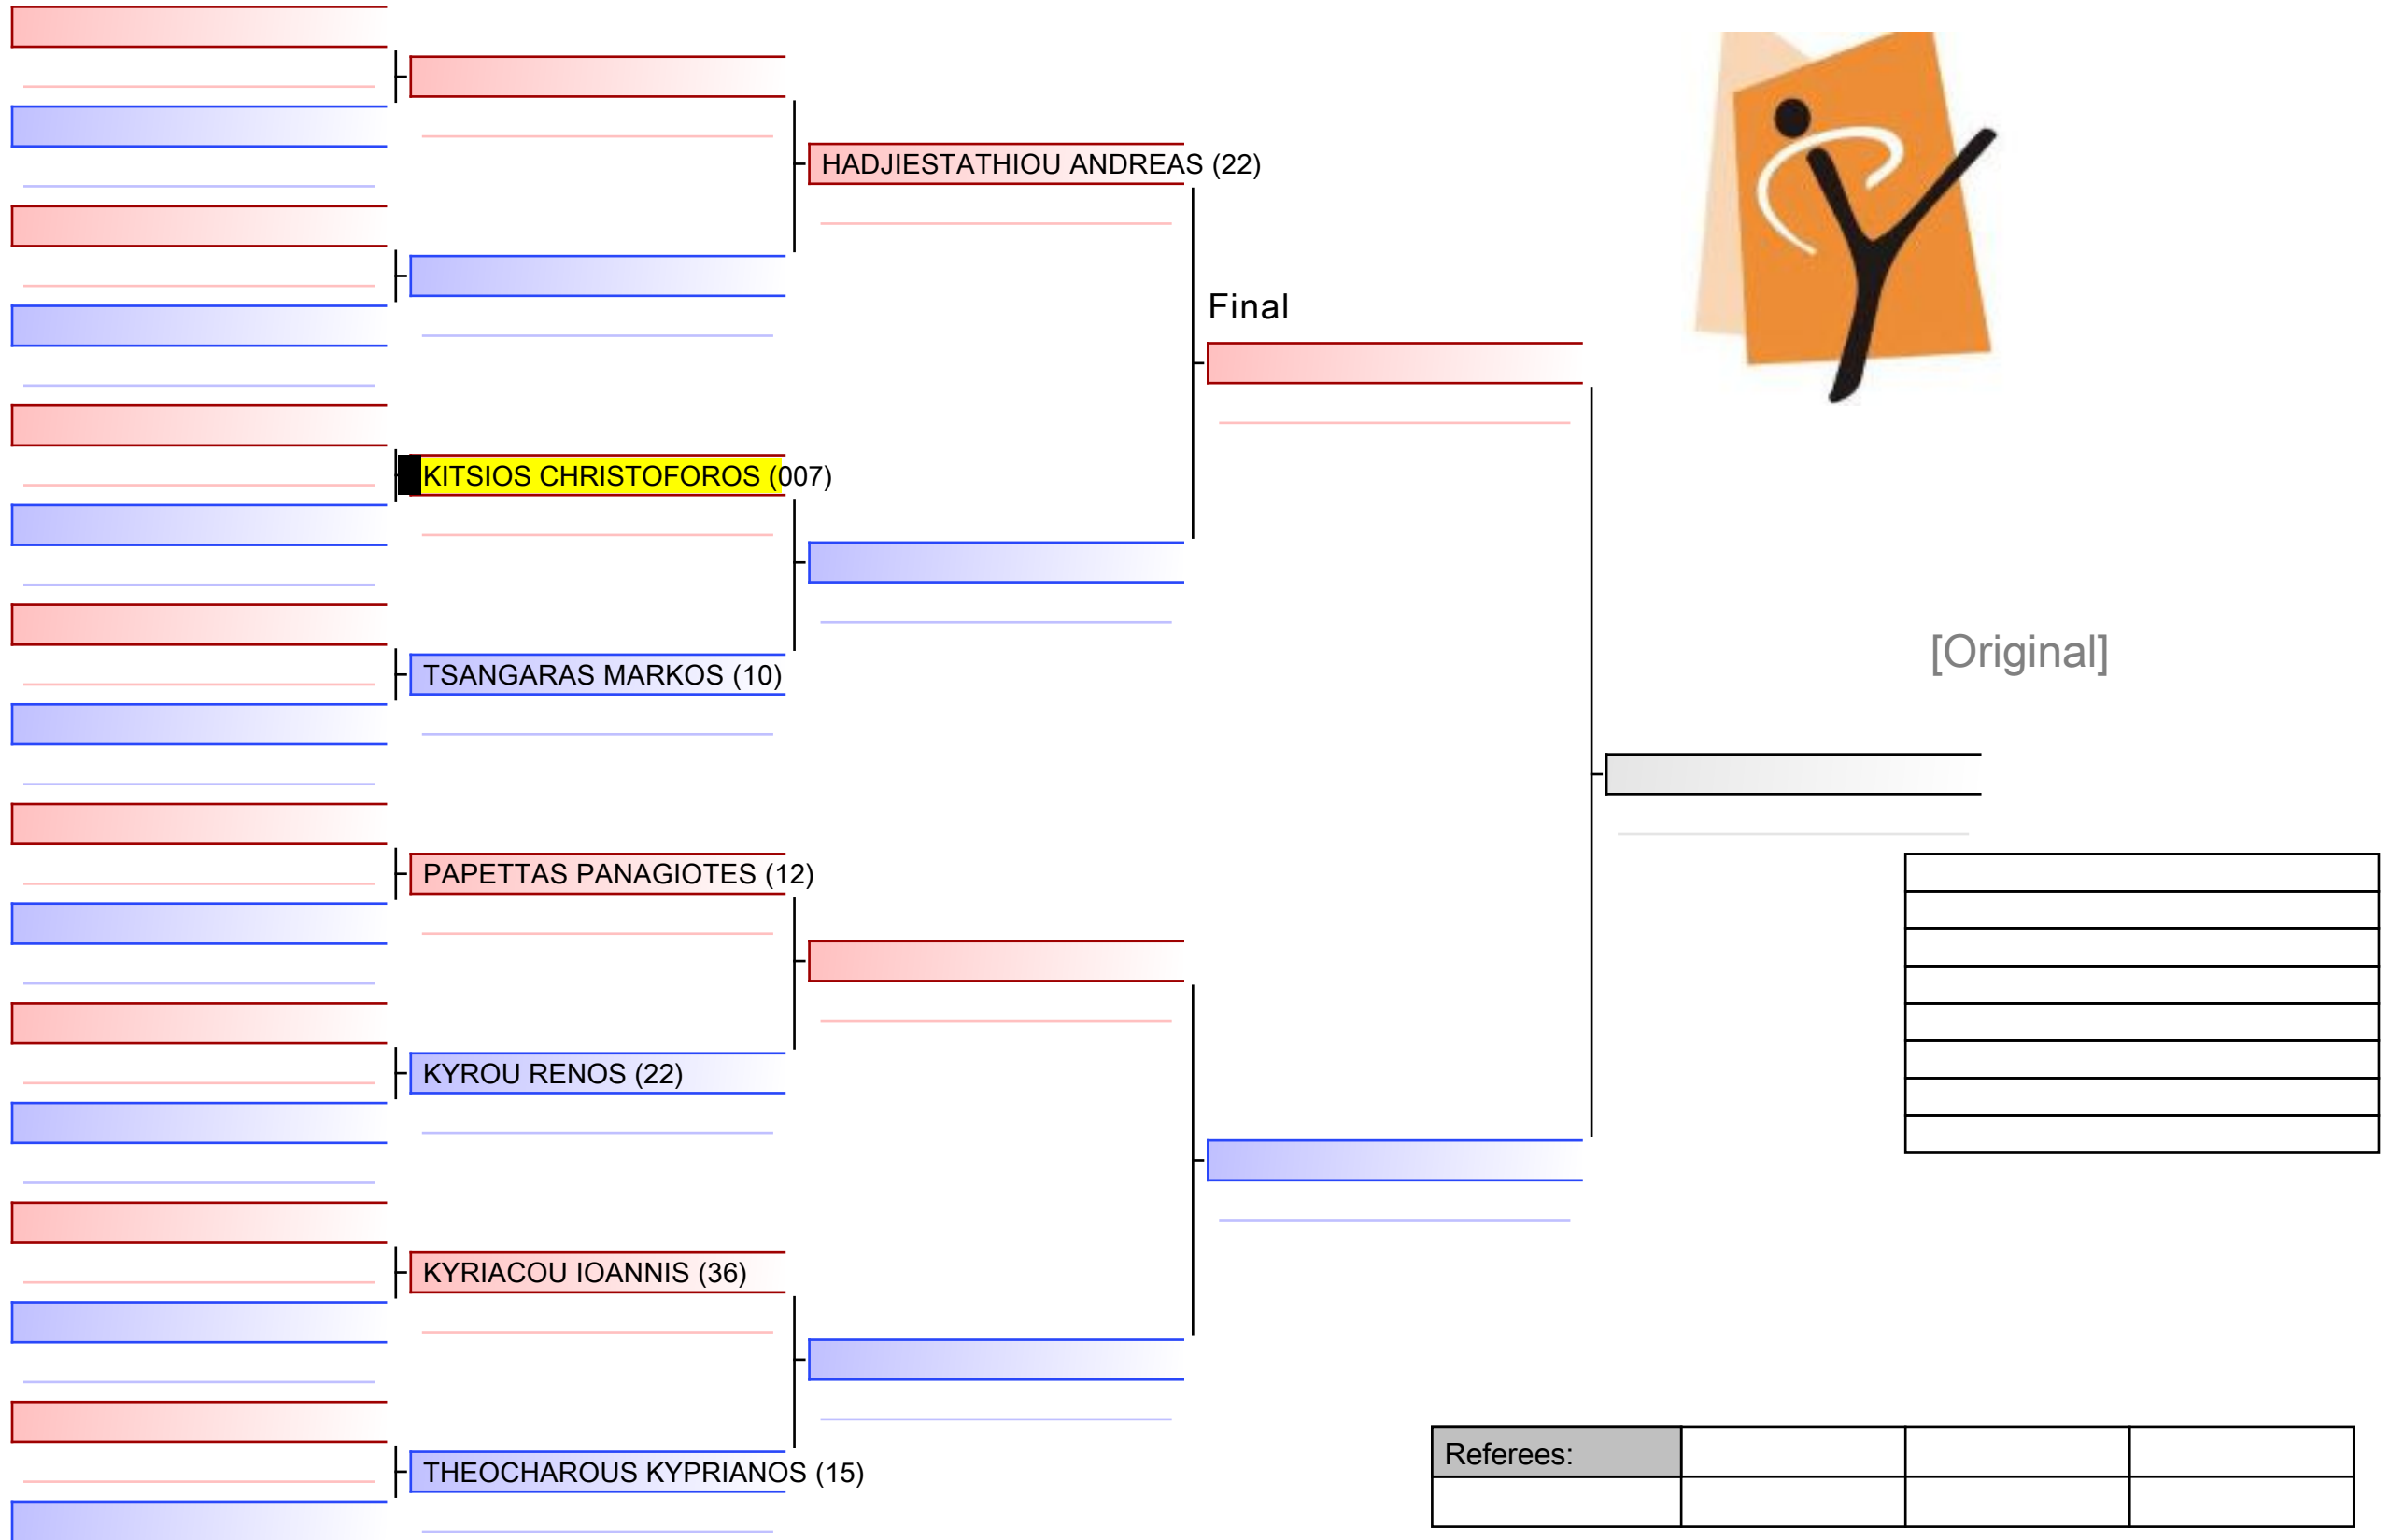 HADJIESTATHIOU ANDREAS (22)
Final
KITSIOS CHRISTOFOROS (007)
[Original]
TSANGARAS MARKOS (10)
PAPETTAS PANAGIOTES (12)
KYROU RENOS (22)
KYRIACOU IOANNIS (36)
Referees:
THEOCHAROUS KYPRIANOS (15)